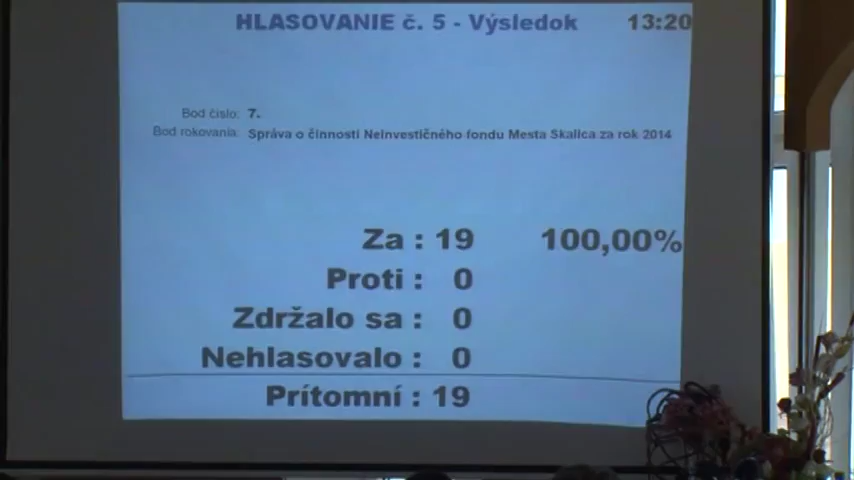 HLASOVANIE č. 5 - Výsledok 13:20
Bod číslo: 7.
Bod rokovania: Správa o činnosti Neinvestičného fondu Mesta Skalica za rok 2014
Za : 19 100,00%
Proti : 0
Zdržalo sa : 0
Nehlasovalo : 0
Prítomní : 19